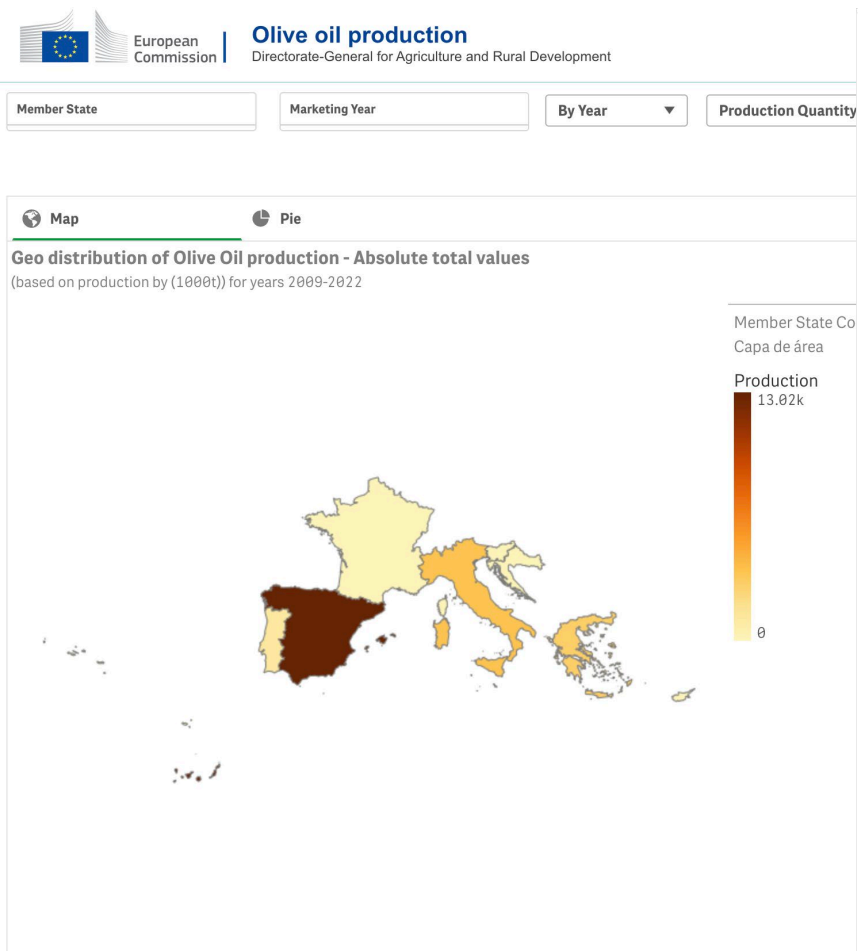 European
Commission
Olive oil production
Directorate-General for Agriculture and Rural Development
Member State
Marketing Year
By Year
Production Quantity
Map
Pie
Geo distribution of Olive Oil production - Absolute total values
(based on production by (1000t)) for years 2009-2022
Member State Co
Capa de área
Production
13.02k
0